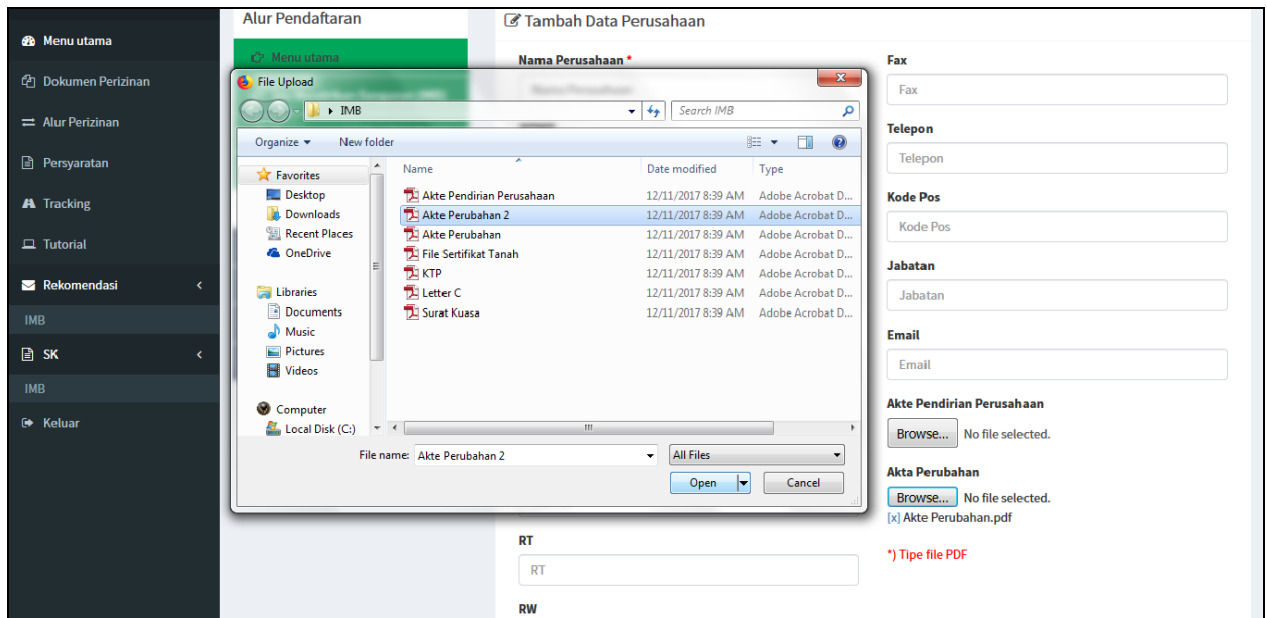 Menu utama
Dokumen Perizinan
Alur Perizinan
Persyaratan
Tracking
Tutorial
Rekomendasi
IMB
SK
IMB
Keluar
Alur Pendaftaran
Menu utama
Tambah Data Perusahaan
Nama Perusahaan *
Nama Perusahaan
File Upload
IMB
Search IMB
Organize
New folder
Favorites
Desktop
Downloads
Recent Places
OneDrive
Libraries
Documents
Music
Pictures
Videos
Computer
Local Disk (C:)
Name Date modified Type
Akte Pendirian Perusahaan 12/11/2017 8:39 AM Adobe Acrobat D...
Akte Perubahan 2 12/11/2017 8:39 AM Adobe Acrobat D...
Akte Perubahan 12/11/2017 8:39 AM Adobe Acrobat D...
File Sertifikat Tanah 12/11/2017 8:39 AM Adobe Acrobat D...
KTP 12/11/2017 8:39 AM Adobe Acrobat D...
Letter C 12/11/2017 8:39 AM Adobe Acrobat D...
Surat Kuasa 12/11/2017 8:39 AM Adobe Acrobat D...
File name: Akte Perubahan 2 All Files
Open Cancel
RT
RT
RW
Fax
Fax
Telepon
Telepon
Kode Pos
Kode Pos
Jabatan
Jabatan
Email
Email
Akte Pendirian Perusahaan
Browse... No file selected.
Akta Perubahan
Browse... No file selected.
[x] Akte Perubahan.pdf
*) Tipe file PDF